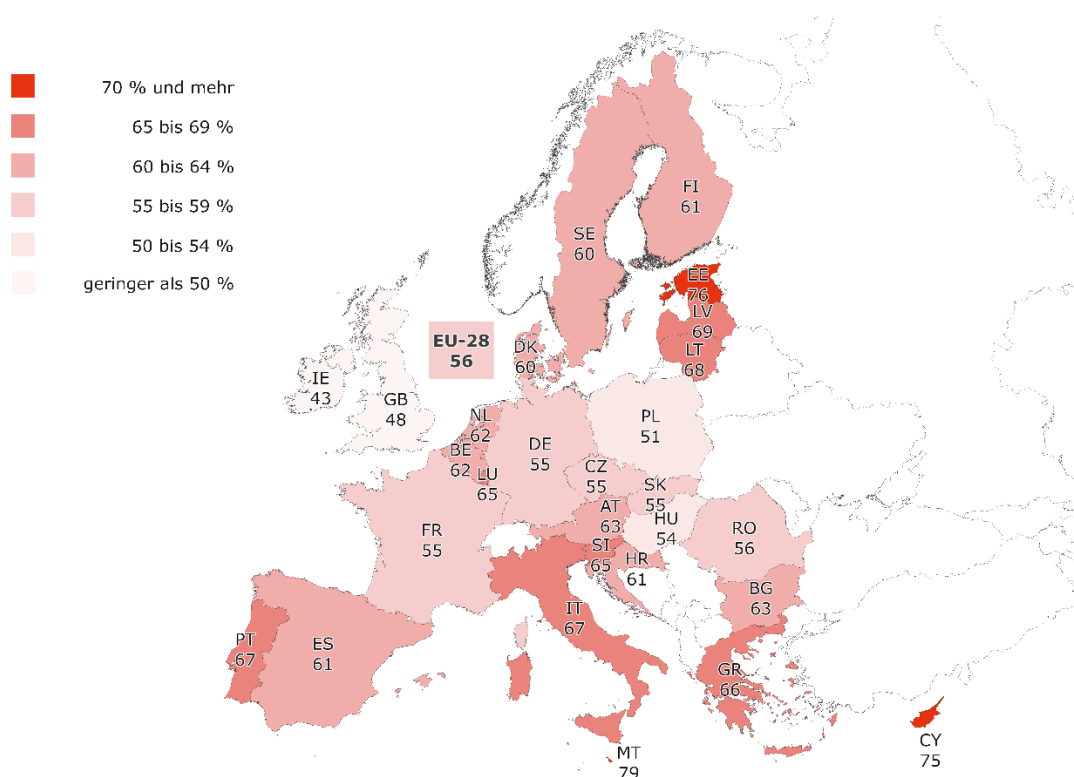 70 % und mehr
65 bis 69 %
60 bis 64 %
55 bis 59 %
50 bis 54 %
geringer als 50 %
FI
61
SE
60
EE
76
LV
69
LT
68
EU-28
56
DK
60
IE
43
GB
48
NL
62
BE
62
LU
65
DE
55
PL
51
CZ
55
SK
55
AT
63
HU
54
FR
55
SI
65
HR
61
RO
56
BG
63
IT
67
PT
67
ES
61
GR
66
MT
79
CY
75